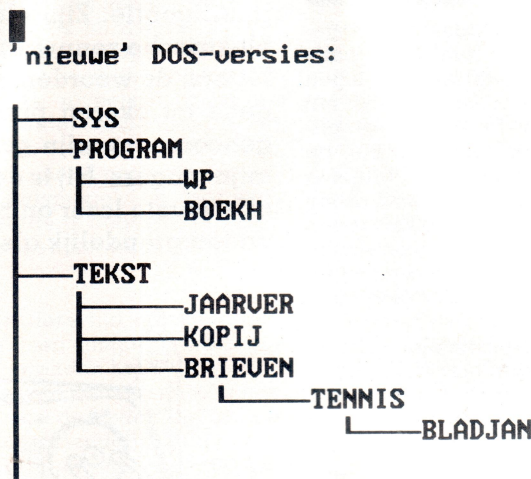 'nieuwe' DOS-versies:
SYS
PROGRAM
WP
BOEKH
TEKST
JAARVER
KOPIJ
BRIEVEN
TENNIS
BLADJAN